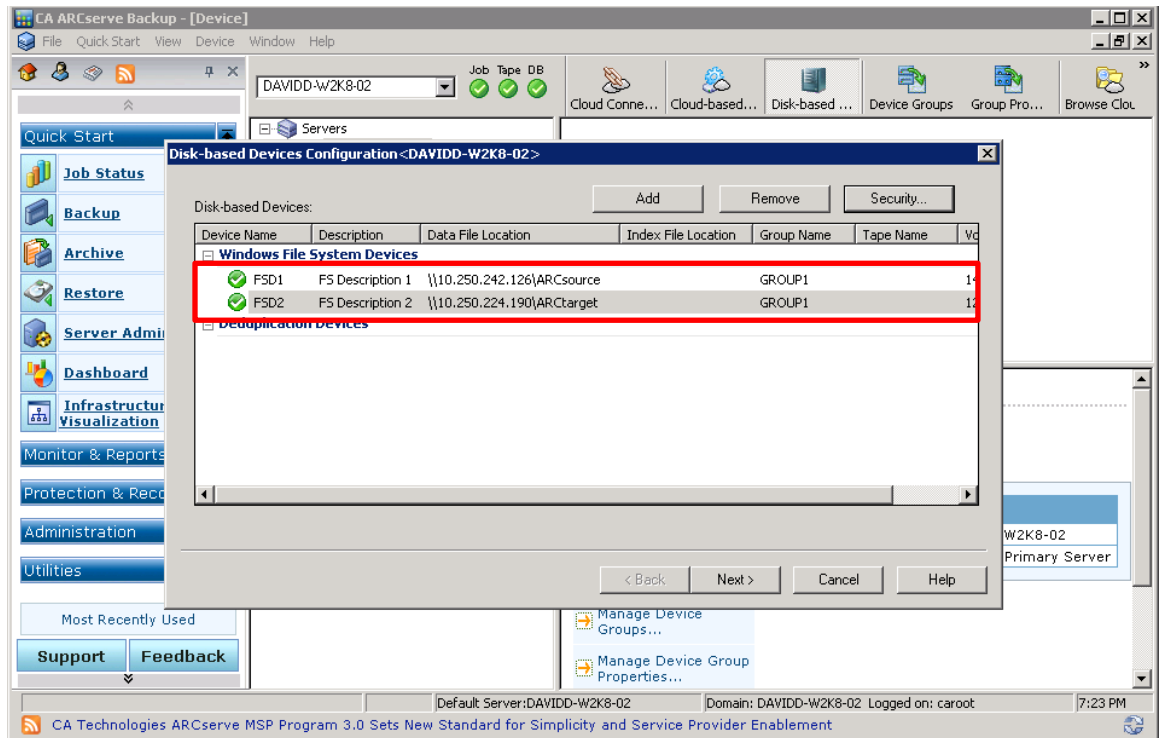 CA ARCserve Backup - [Device]
File Quick Start View Device Window Help
DAVIDD-W2K8-02
Job Tape DB
Cloud Conne... Cloud-based... Disk-based ... Device Groups Group Pro... Browse Clou
Quick Start
Servers
Disk-based Devices Configuration<DAVIDD-W2K8-02>
Job Status
Backup
Archive
Restore
Server Admi
Dashboard
Infrastructur
Visualization
Monitor & Reports
Protection & Reco
Administration
Utilities
Most Recently Used
Support Feedback
Disk-based Devices:
Add Remove Security...
Device Name Description Data File Location Index File Location Group Name Tape Name Vo
Windows File System Devices
FSD1 FS Description 1 \\10.250.242.126\ARCsource GROUP1 14
FSD2 FS Description 2 \\10.250.224.190\ARCtarget GROUP1 12
Deduplication Devices
< Back Next > Cancel Help
W2K8-02
Primary Server
Manage Device
Groups...
Manage Device Group
Properties...
Default Server:DAVIDD-W2K8-02 Domain: DAVIDD-W2K8-02 Logged on: caroot 7:23 PM
CA Technologies ARCserve MSP Program 3.0 Sets New Standard for Simplicity and Service Provider Enablement